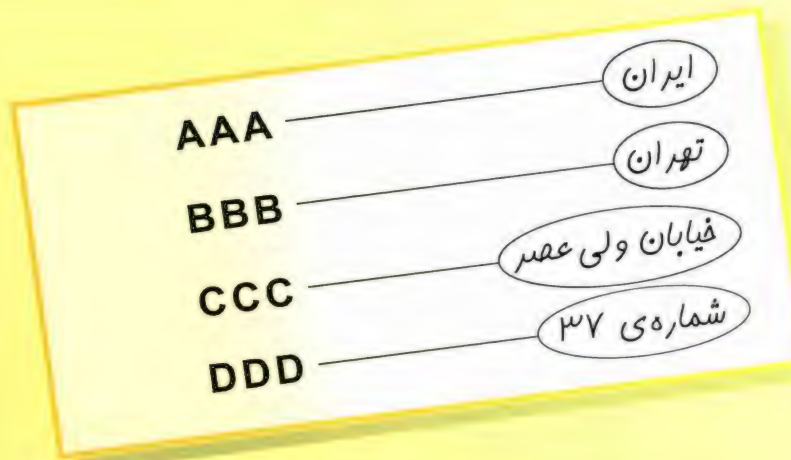 AAA ایران
BBB تهران
CCC خیابان ولی عصر
DDD شماره‌ی ۳۷